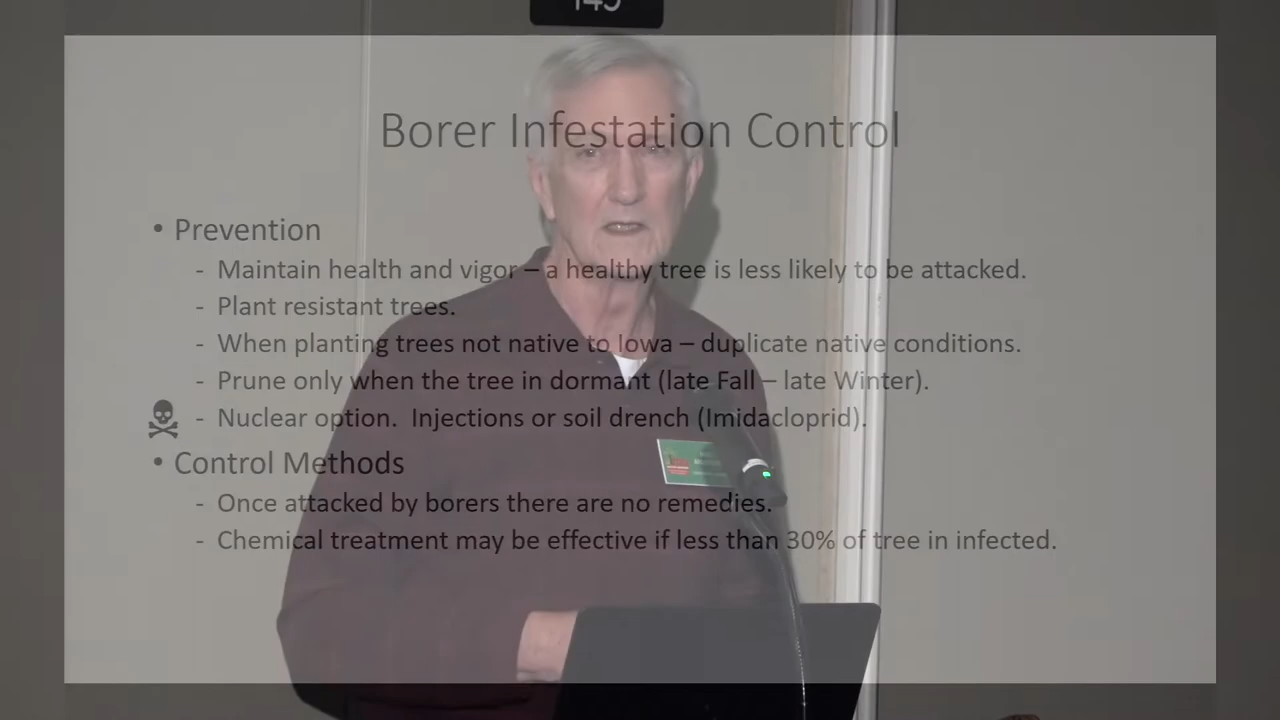 145
Borer Infestation Control
• Prevention
- Maintain health and vigor – a healthy tree is less likely to be attacked.
- Plant resistant trees.
- When planting trees not native to Iowa – duplicate native conditions.
- Prune only when the tree in dormant (late Fall – late Winter).
- Nuclear option.  Injections or soil drench (Imidacloprid).
• Control Methods
- Once attacked by borers there are no remedies.
- Chemical treatment may be effective if less than 30% of tree in infected.